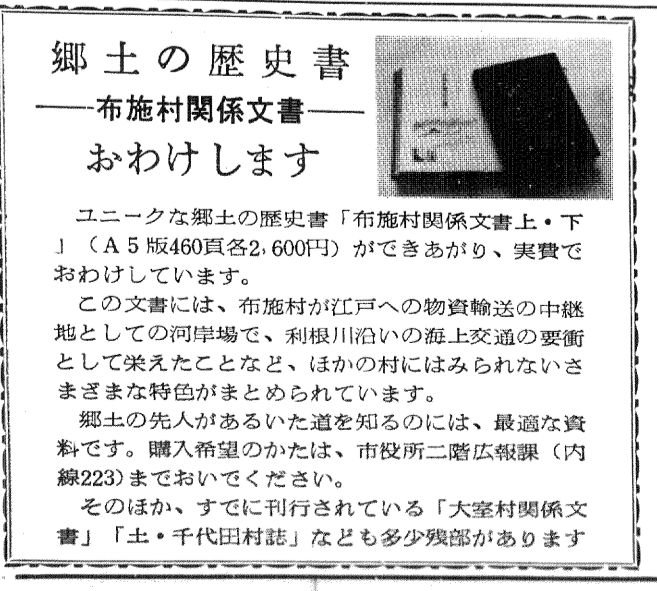 郷土の歴史書
――布施村関係文書――
おわけします
ユニークな郷土の歴史書「布施村関係文書上・下
」（Ａ５版460頁各2,600円）ができあがり、実費で
おわけしています。
この文書には、布施村が江戸への物資輸送の中継
地としての河岸場で、利根川沿いの海上交通の要衝
として栄えたことなど、ほかの村にはみられないさ
まざまな特色がまとめられています。
郷土の先人があるいた道を知るのには、最適な資
料です。購入希望のかたは、市役所二階広報課（内
線223)までおいでください。
そのほか、すでに刊行されている「大室村関係文
書」「土・千代田村誌」なども多少残部があります